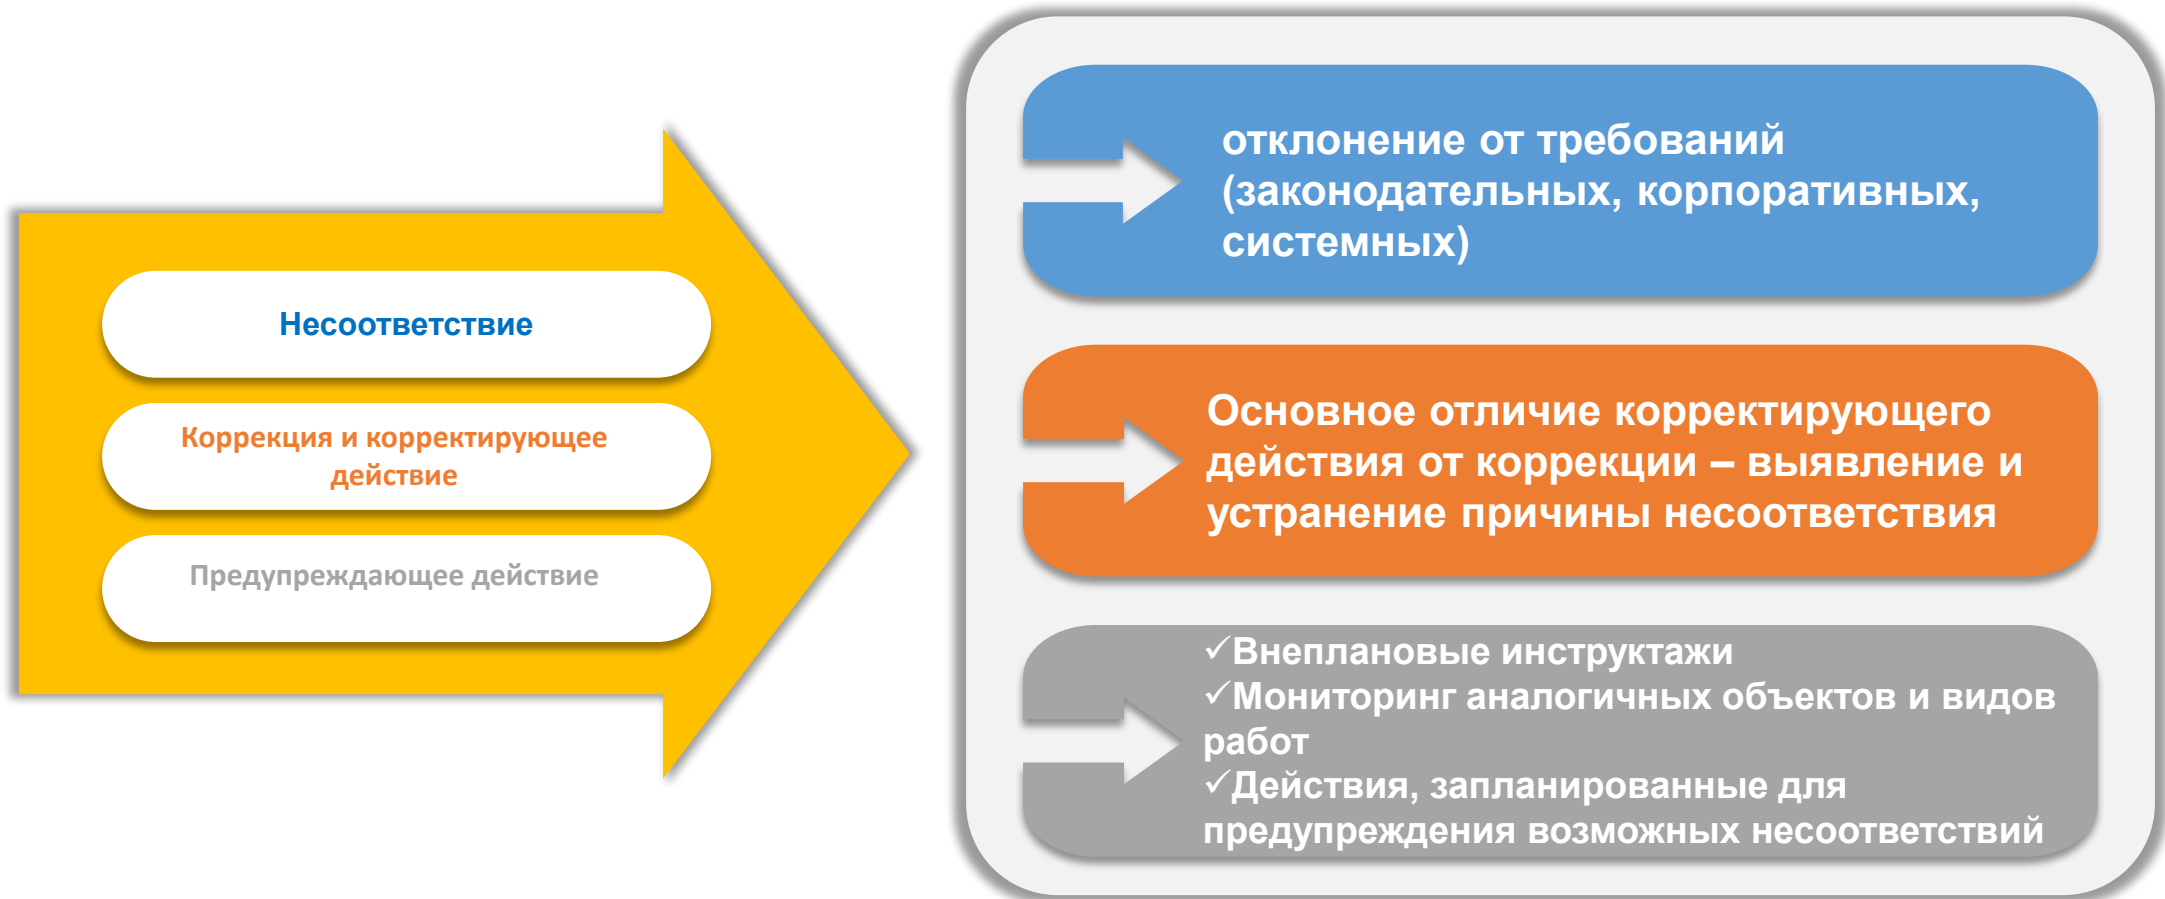 Несоответствие
Коррекция и корректирующее
действие
Предупреждающее действие
отклонение от требований
(законодательных, корпоративных,
системных)
Основное отличие корректирующего
действия от коррекции – выявление и
устранение причины несоответствия
✓Внеплановые инструктажи
✓Мониторинг аналогичных объектов и видов
работ
✓Действия, запланированные для
предупреждения возможных несоответствий